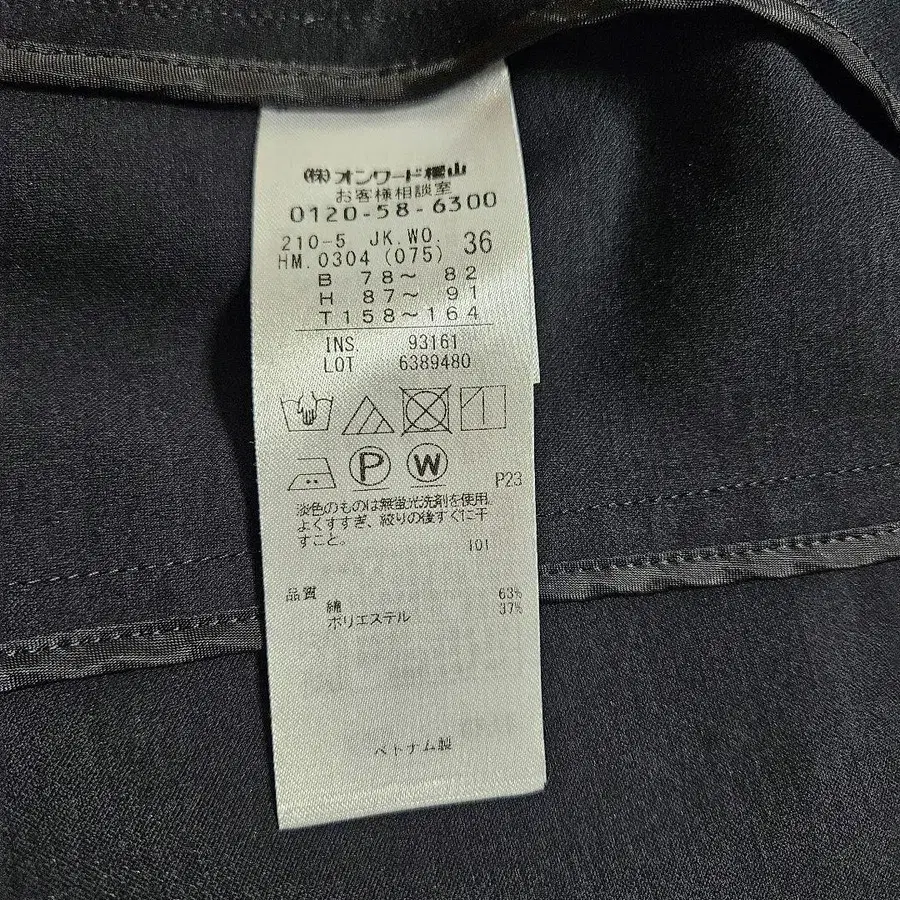 (株)オンワード樫山
お客様相談室
0120-58-6300
210-5 JK.WO. 36
HM.0304 (075)
B 78〜 82
H 87〜 91
T158〜164
INS 93161
LOT 6389480
P W P23
淡色のものは無蛍光洗剤を使用。
よくすすぎ、絞りの後すぐに干
すこと。
101
品質
綿 63%
ポリエステル 37%
ベトナム製